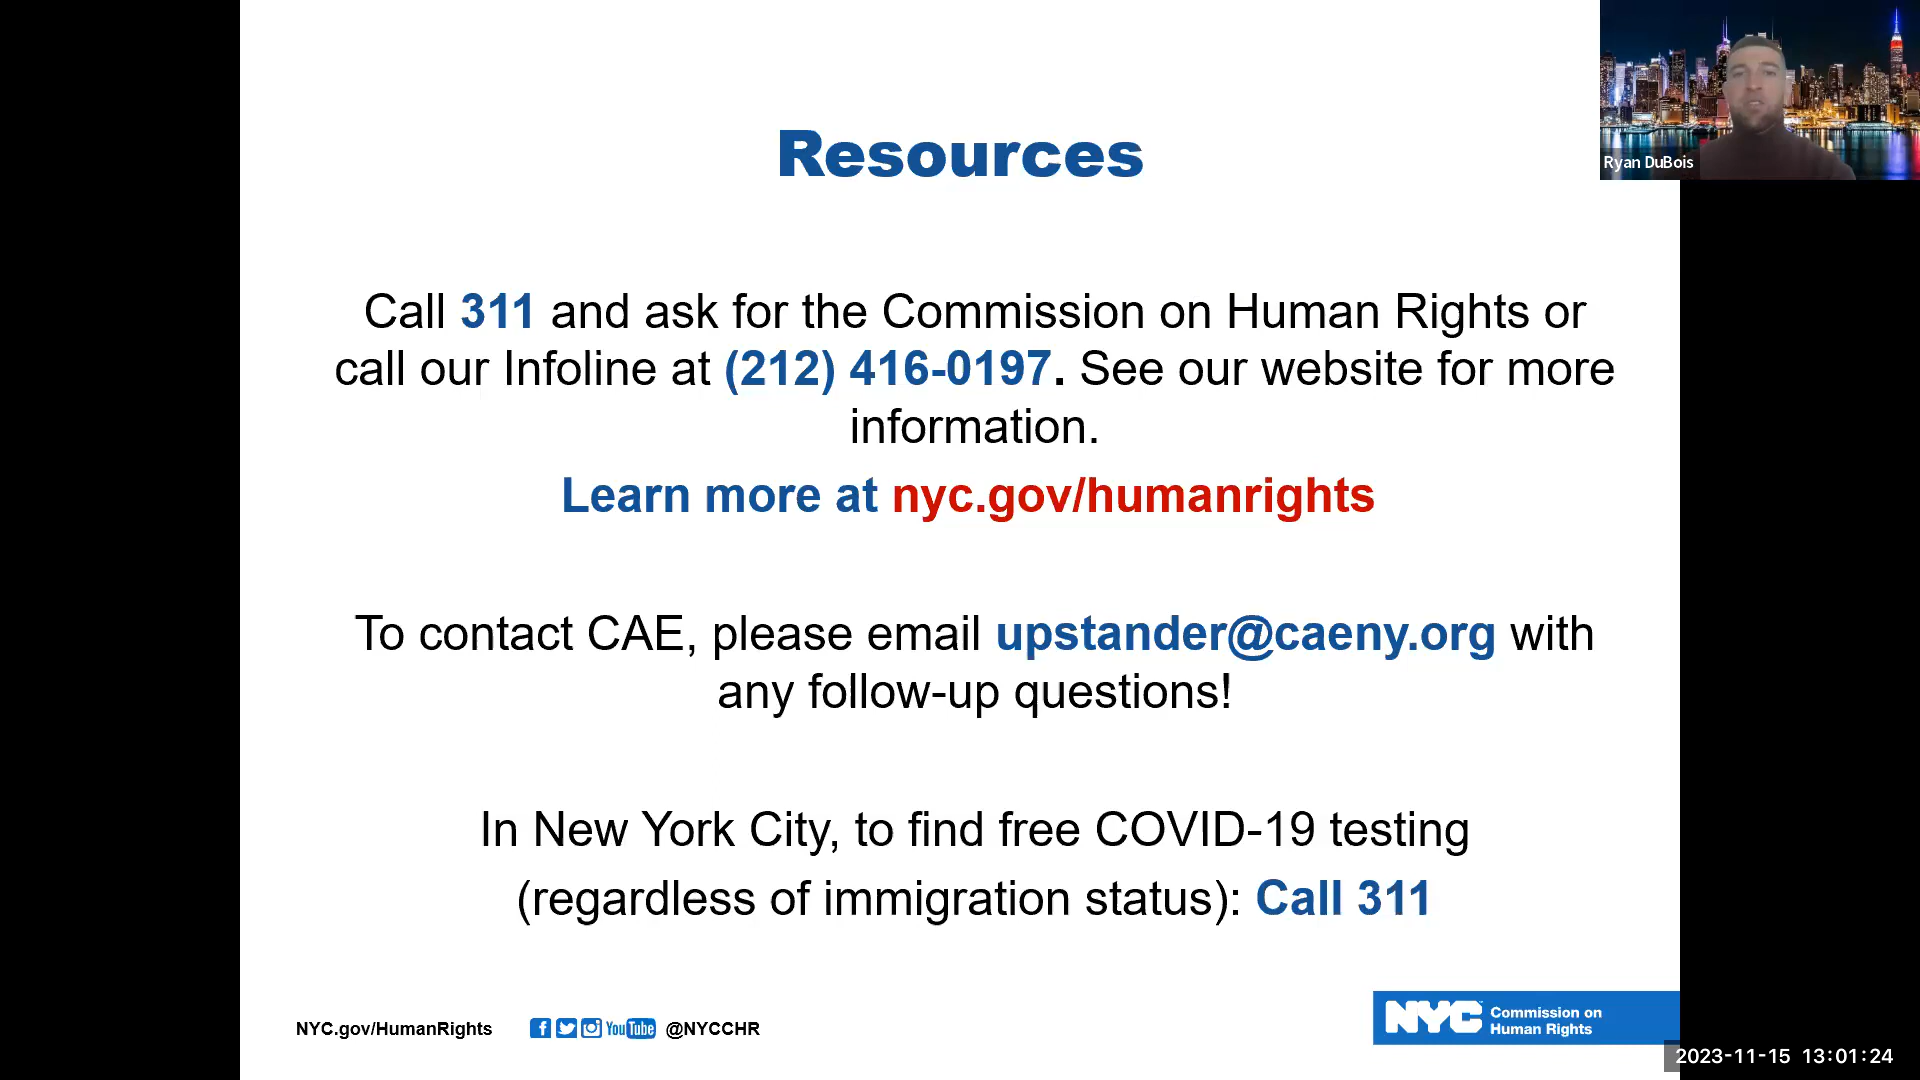 Resources
Ryan DuBois
Call 311 and ask for the Commission on Human Rights or
call our Infoline at (212) 416-0197. See our website for more
information.
Learn more at nyc.gov/humanrights
To contact CAE, please email upstander@caeny.org with
any follow-up questions!
In New York City, to find free COVID-19 testing
(regardless of immigration status): Call 311
NYC.gov/HumanRights
YouTube
@NYCCHR
NYC
Commission on
Human Rights
2023-11-15 13:01:24